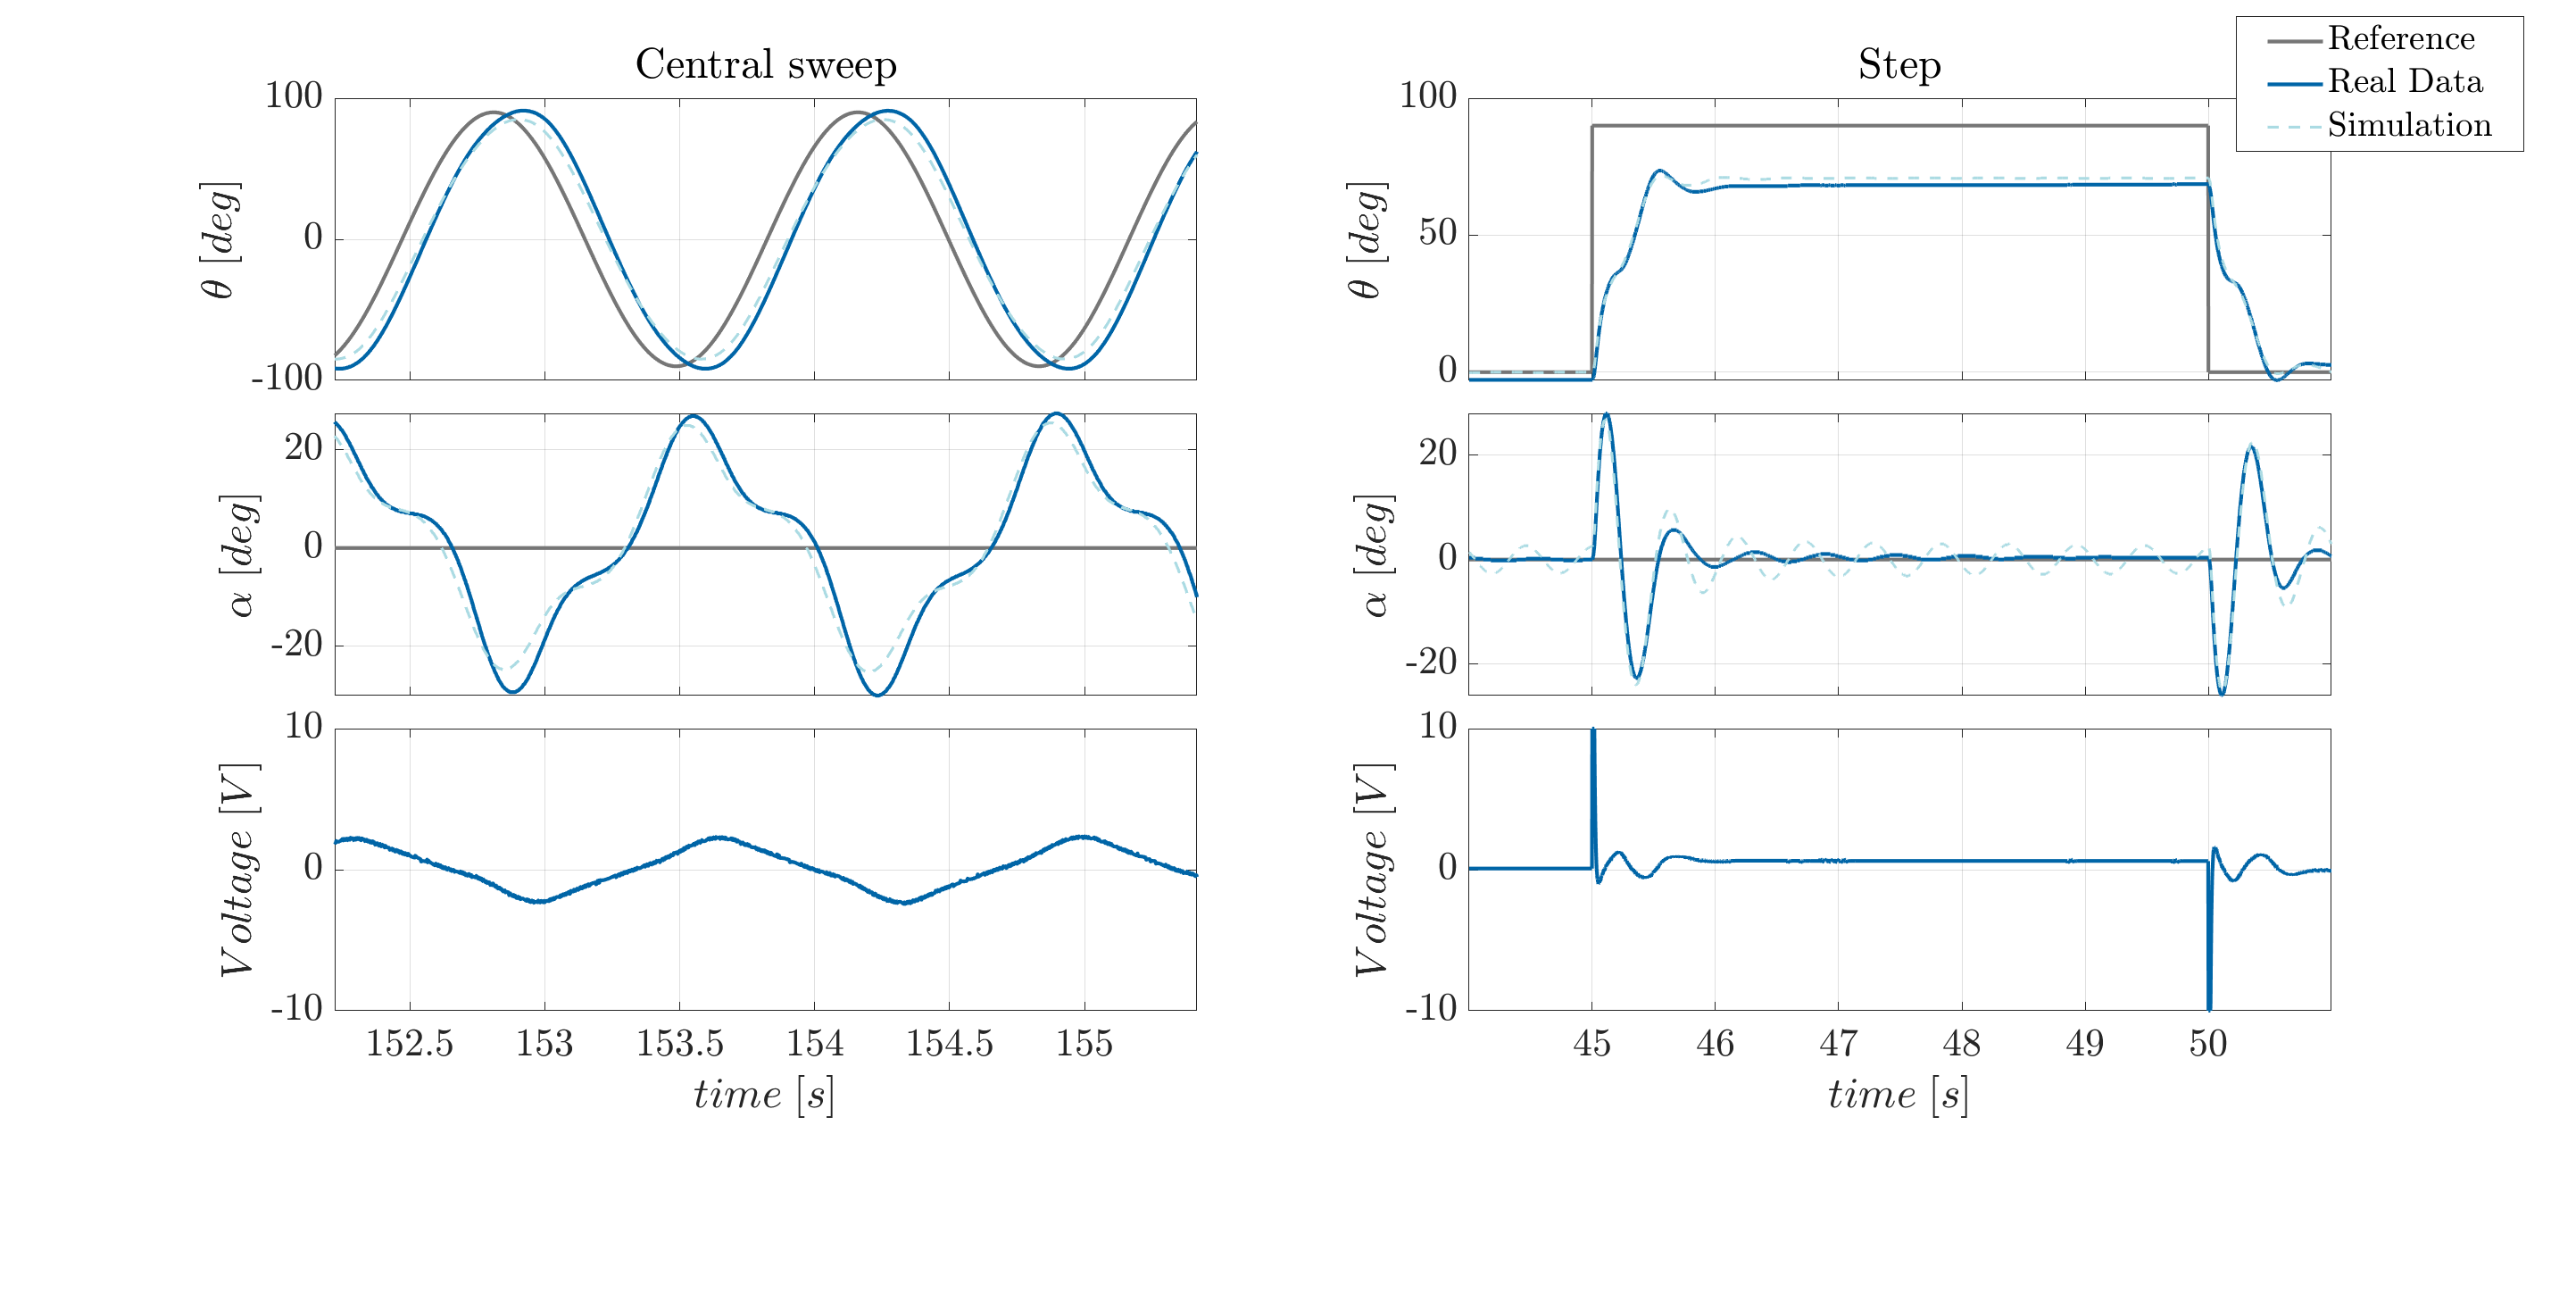 Central sweep
100
0
-100
θ [deg]
20
0
-20
α [deg]
10
0
-10
Voltage [V]
152.5 153 153.5 154 154.5 155
time [s]
Step
Reference
Real Data
Simulation
100
50
0
θ [deg]
20
0
-20
α [deg]
10
0
-10
Voltage [V]
45 46 47 48 49 50
time [s]